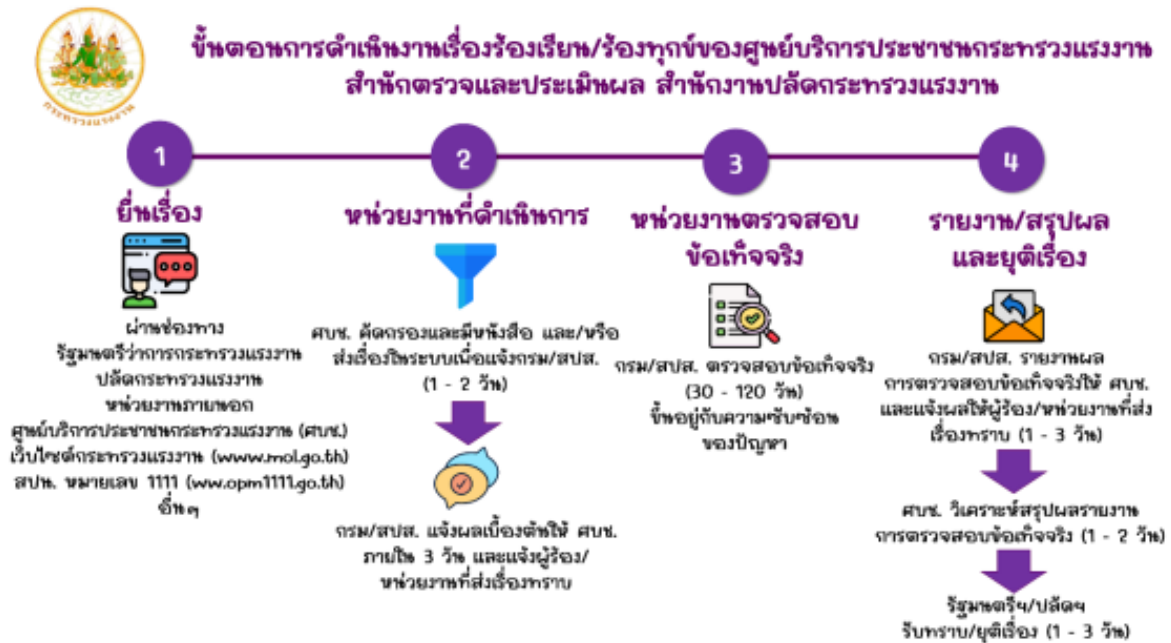 กระทรวงแรงงาน
ขั้นตอนการดำเนินงานเรื่องร้องเรียน/ร้องทุกข์ของศูนย์บริการประชาชนกระทรวงแรงงาน
สำนักตรวจและประเมินผล สำนักงานปลัดกระทรวงแรงงาน
1
ยื่นเรื่อง
ผ่านช่องทาง
รัฐมนตรีว่าการกระทรวงแรงงาน
ปลัดกระทรวงแรงงาน
หน่วยงานภายนอก
ศูนย์บริการประชาชนกระทรวงแรงงาน (ศบช.)
เว็บไซต์กระทรวงแรงงาน (www.mol.go.th)
สปน. หมายเลข 1111 (ww.opm1111.go.th)
อื่นๆ
2
หน่วยงานที่ดำเนินการ
ศบช. คัดกรองและมีหนังสือ และ/หรือ
ส่งเรื่องในระบบเพื่อแจ้งกรม/สปส.
(1 - 2 วัน)
กรม/สปส. แจ้งผลเบื้องต้นให้ ศบช.
ภายใน 3 วัน และแจ้งผู้ร้อง/
หน่วยงานที่ส่งเรื่องทราบ
3
หน่วยงานตรวจสอบ
ข้อเท็จจริง
กรม/สปส. ตรวจสอบข้อเท็จจริง
(30 - 120 วัน)
ขึ้นอยู่กับความซับซ้อน
ของปัญหา
4
รายงาน/สรุปผล
และยุติเรื่อง
กรม/สปส. รายงานผล
การตรวจสอบข้อเท็จจริงให้ ศบช.
และแจ้งผลให้ผู้ร้อง/หน่วยงานที่ส่ง
เรื่องทราบ (1 - 3 วัน)
ศบช. วิเคราะห์สรุปผลรายงาน
การตรวจสอบข้อเท็จจริง (1 - 2 วัน)
รัฐมนตรีฯ/ปลัดฯ
รับทราบ/ยุติเรื่อง (1 - 3 วัน)